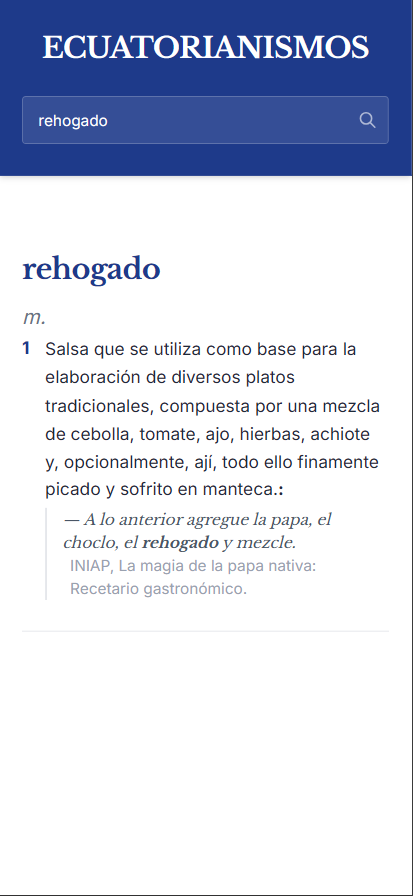 ECUATORIANISMOS
rehogado
rehogado
m.
1 Salsa que se utiliza como base para la
elaboración de diversos platos
tradicionales, compuesta por una mezcla
de cebolla, tomate, ajo, hierbas, achiote
y, opcionalmente, ají, todo ello finamente
picado y sofrito en manteca.:
— A lo anterior agregue la papa, el
choclo, el rehogado y mezcle.
INIAP, La magia de la papa nativa:
Recetario gastronómico.